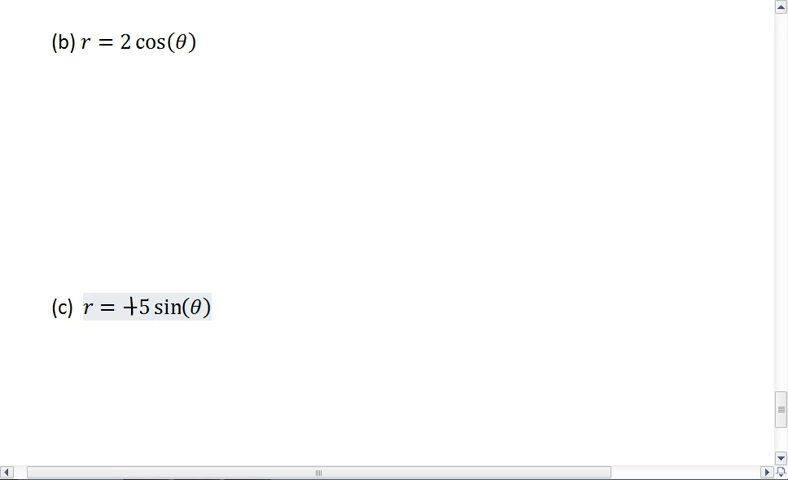 (b) r = 2 cos(θ)
(c) r = +5 sin(θ)